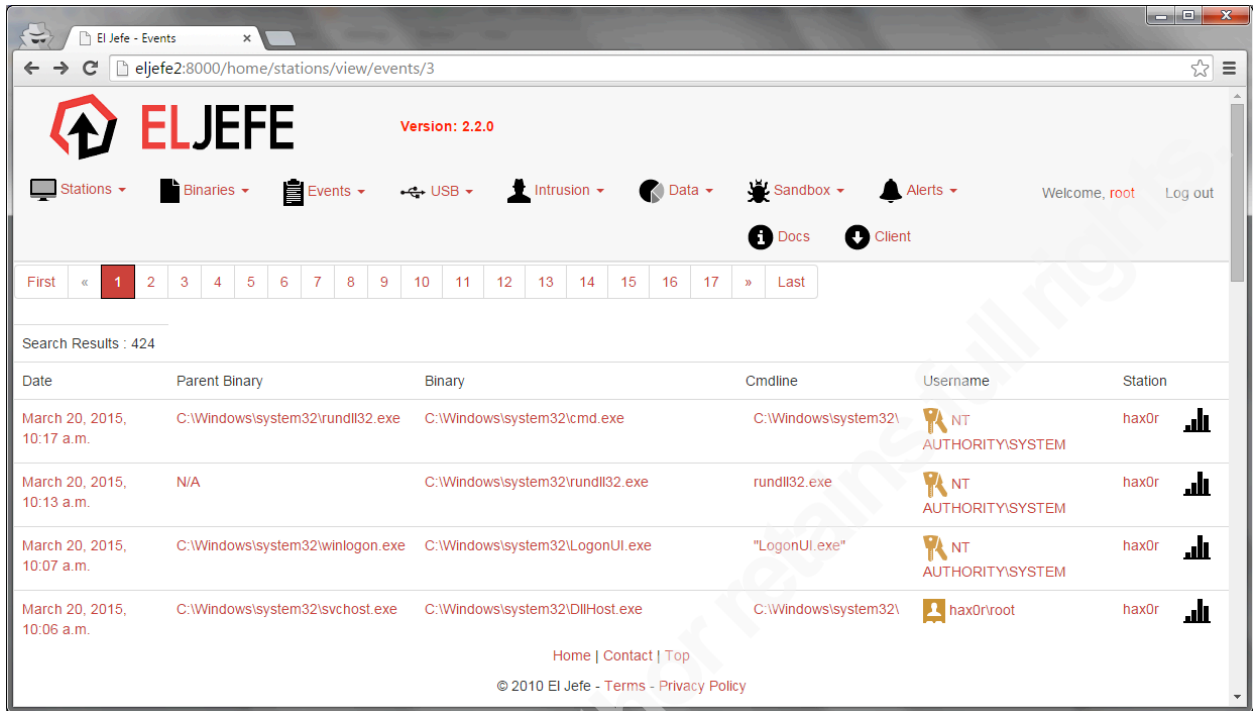 El Jefe - Events
eljefe2:8000/home/stations/view/events/3
ELJEFE
Version: 2.2.0
Stations
Binaries
Events
USB
Intrusion
Data
Sandbox
Alerts
Welcome, root
Log out
Docs
Client
First « 1 2 3 4 5 6 7 8 9 10 11 12 13 14 15 16 17 » Last
Search Results : 424
Date Parent Binary Binary Cmdline Username Station
March 20, 2015, C:\Windows\system32\rundll32.exe C:\Windows\system32\cmd.exe C:\Windows\system32\ NT hax0r
10:17 a.m. AUTHORITY\SYSTEM
March 20, 2015, N/A C:\Windows\system32\rundll32.exe rundll32.exe NT hax0r
10:13 a.m. AUTHORITY\SYSTEM
March 20, 2015, C:\Windows\system32\winlogon.exe C:\Windows\system32\LogonUI.exe "LogonUI.exe" NT hax0r
10:07 a.m. AUTHORITY\SYSTEM
March 20, 2015, C:\Windows\system32\svchost.exe C:\Windows\system32\DllHost.exe C:\Windows\system32\ hax0r\root hax0r
10:06 a.m.
Home | Contact | Top
© 2010 El Jefe - Terms - Privacy Policy
hor retains full rights.